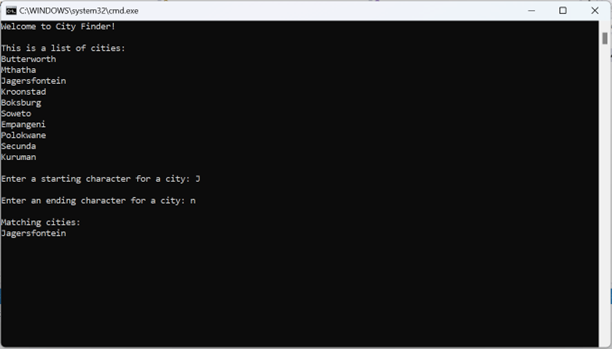 C:\WINDOWS\system32\cmd.exe
Welcome to City Finder!
This is a list of cities:
Butterworth
Mthatha
Jagersfontein
Kroonstad
Boksburg
Soweto
Empangeni
Polokwane
Secunda
Kuruman
Enter a starting character for a city: J
Enter an ending character for a city: n
Matching cities:
Jagersfontein